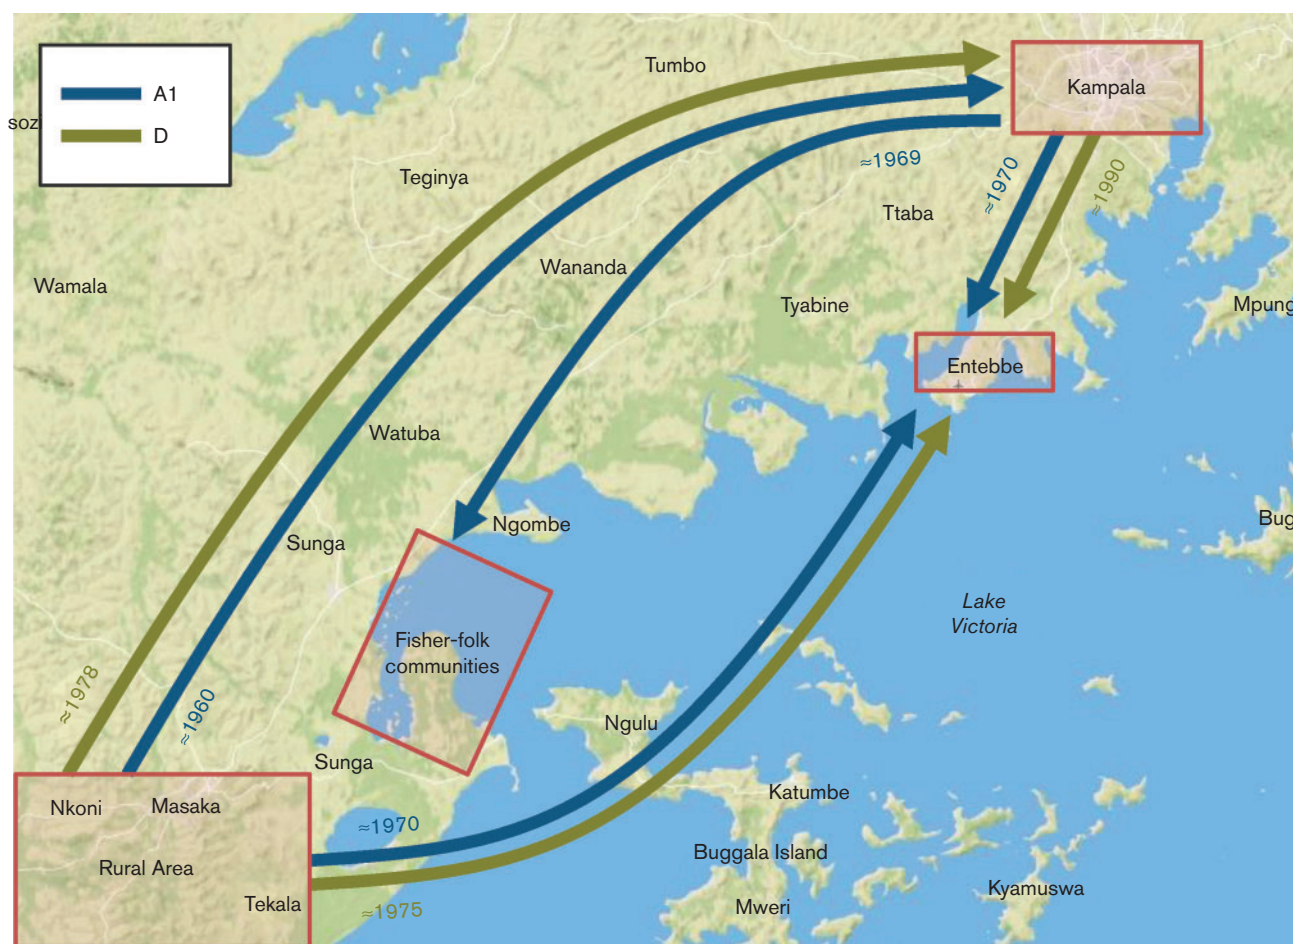 A1
D
soz
Tumbo
Kampala
≈1969
≈1970
≈1990
Teginya
Ttaba
Wananda
Wamala
Tyabine
Mpung
Entebbe
Watuba
Ngombe
Bug
Sunga
Lake
Victoria
Fisher-folk
communities
≈1978
≈1960
Ngulu
Sunga
Nkoni
Masaka
Katumbe
≈1970
Rural Area
Buggala Island
Kyamuswa
Tekala
≈1975
Mweri